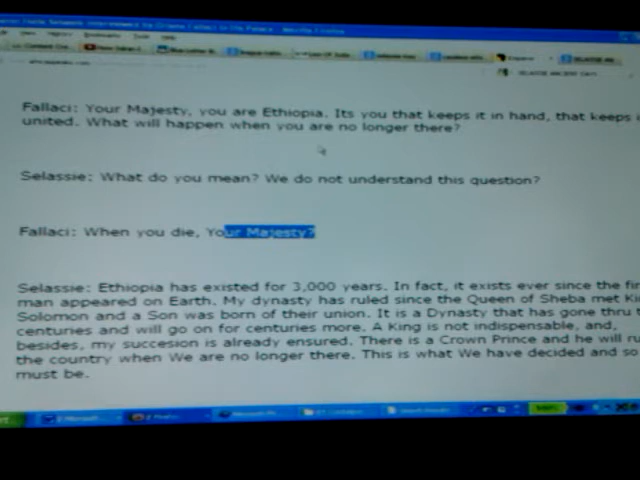 Fallaci: Your Majesty, you are Ethiopia. Its you that keeps it in hand, that keeps
united. What will happen when you are no longer there?
Selassie: What do you mean? We do not understand this question?
Fallaci: When you die, Your Majesty?
Selassie: Ethiopia has existed for 3,000 years. In fact, it exists ever since the fir
man appeared on Earth. My dynasty has ruled since the Queen of Sheba met Ki
Solomon and a Son was born of their union. It is a Dynasty that has gone thru t
centuries and will go on for centuries more. A King is not indispensable, and,
besides, my succesion is already ensured. There is a Crown Prince and he will ru
the country when We are no longer there. This is what We have decided and so
must be.